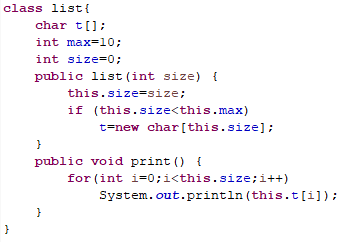 class list{
    char t[];
    int max=10;
    int size=0;
    public list(int size) {
        this.size=size;
        if (this.size<this.max)
            t=new char[this.size];
    }
    public void print() {
        for(int i=0;i<this.size;i++)
            System.out.println(this.t[i]);
    }
}